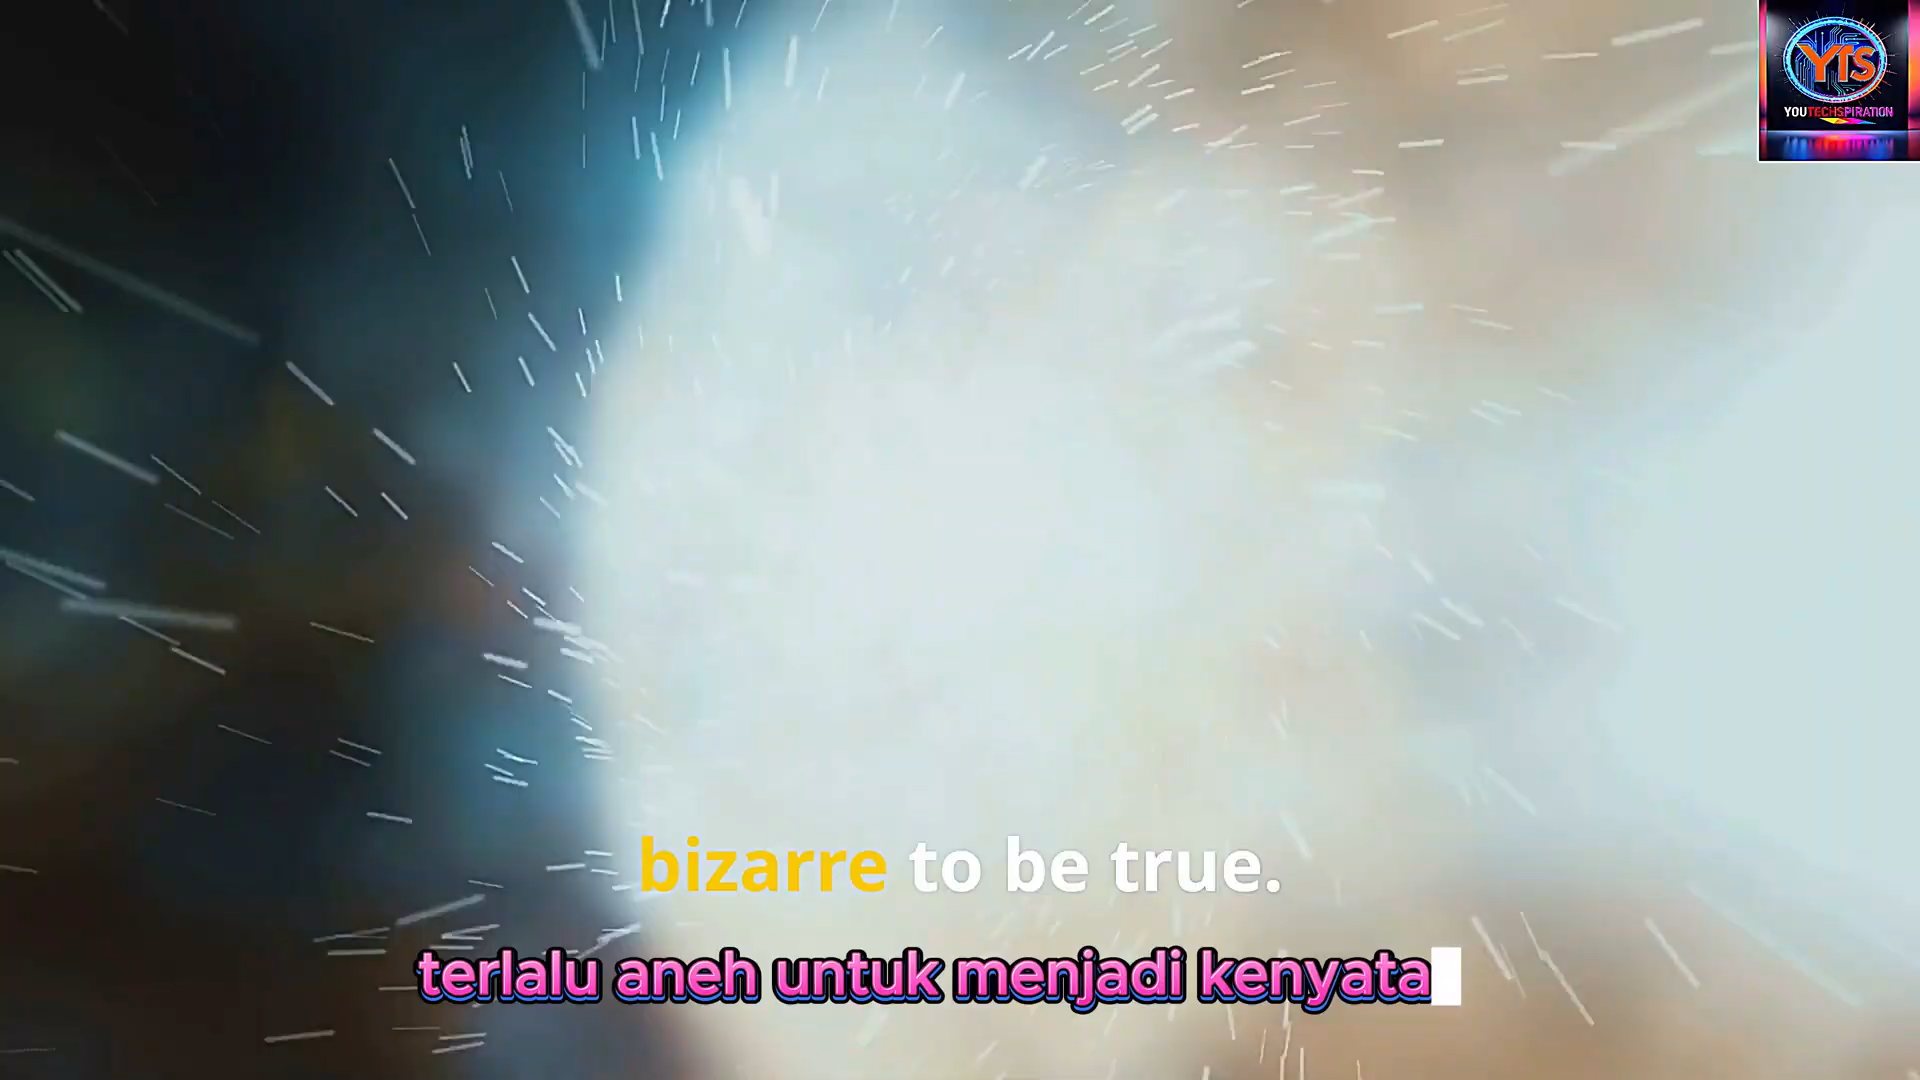 YTS
YOUTECHSPIRATION
bizarre to be true.
terlalu aneh untuk menjadi kenyata